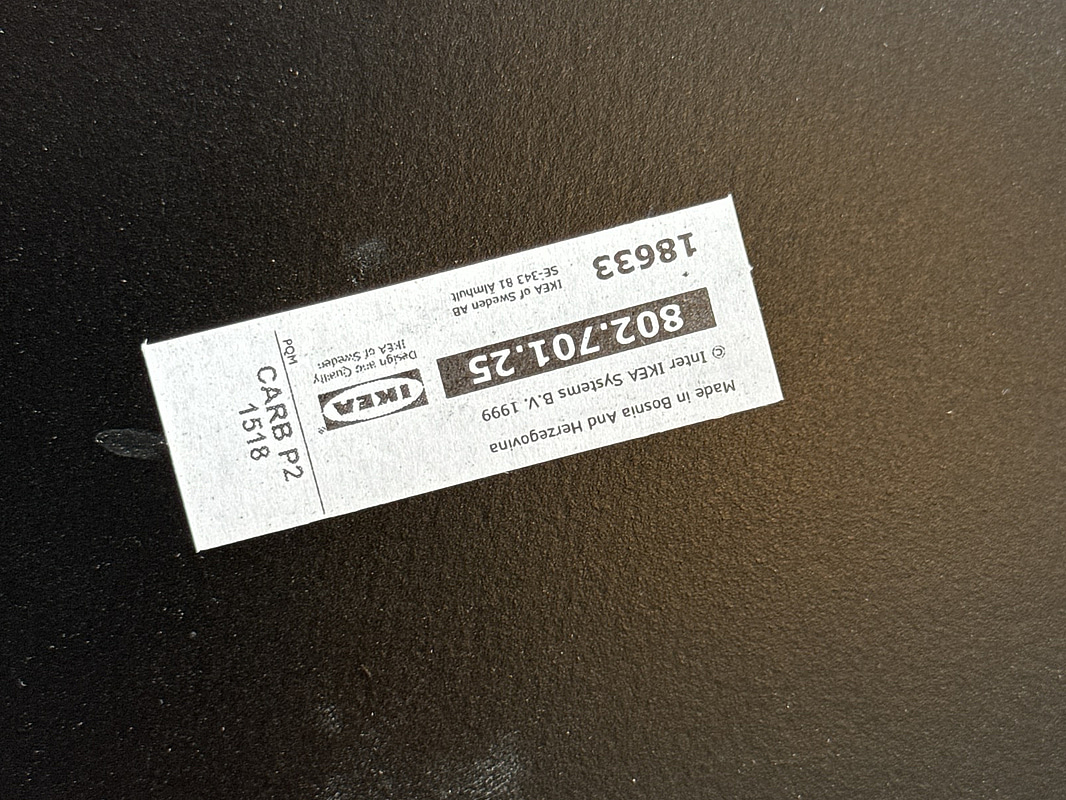 Made in Bosnia And Herzegovina
© Inter IKEA Systems B.V. 1999
802.701.25
18633
IKEA of Sweden AB
SE-343 81 Älmhult
IKEA®
Design and Quality
IKEA of Sweden
PQM
CARB P2
1518